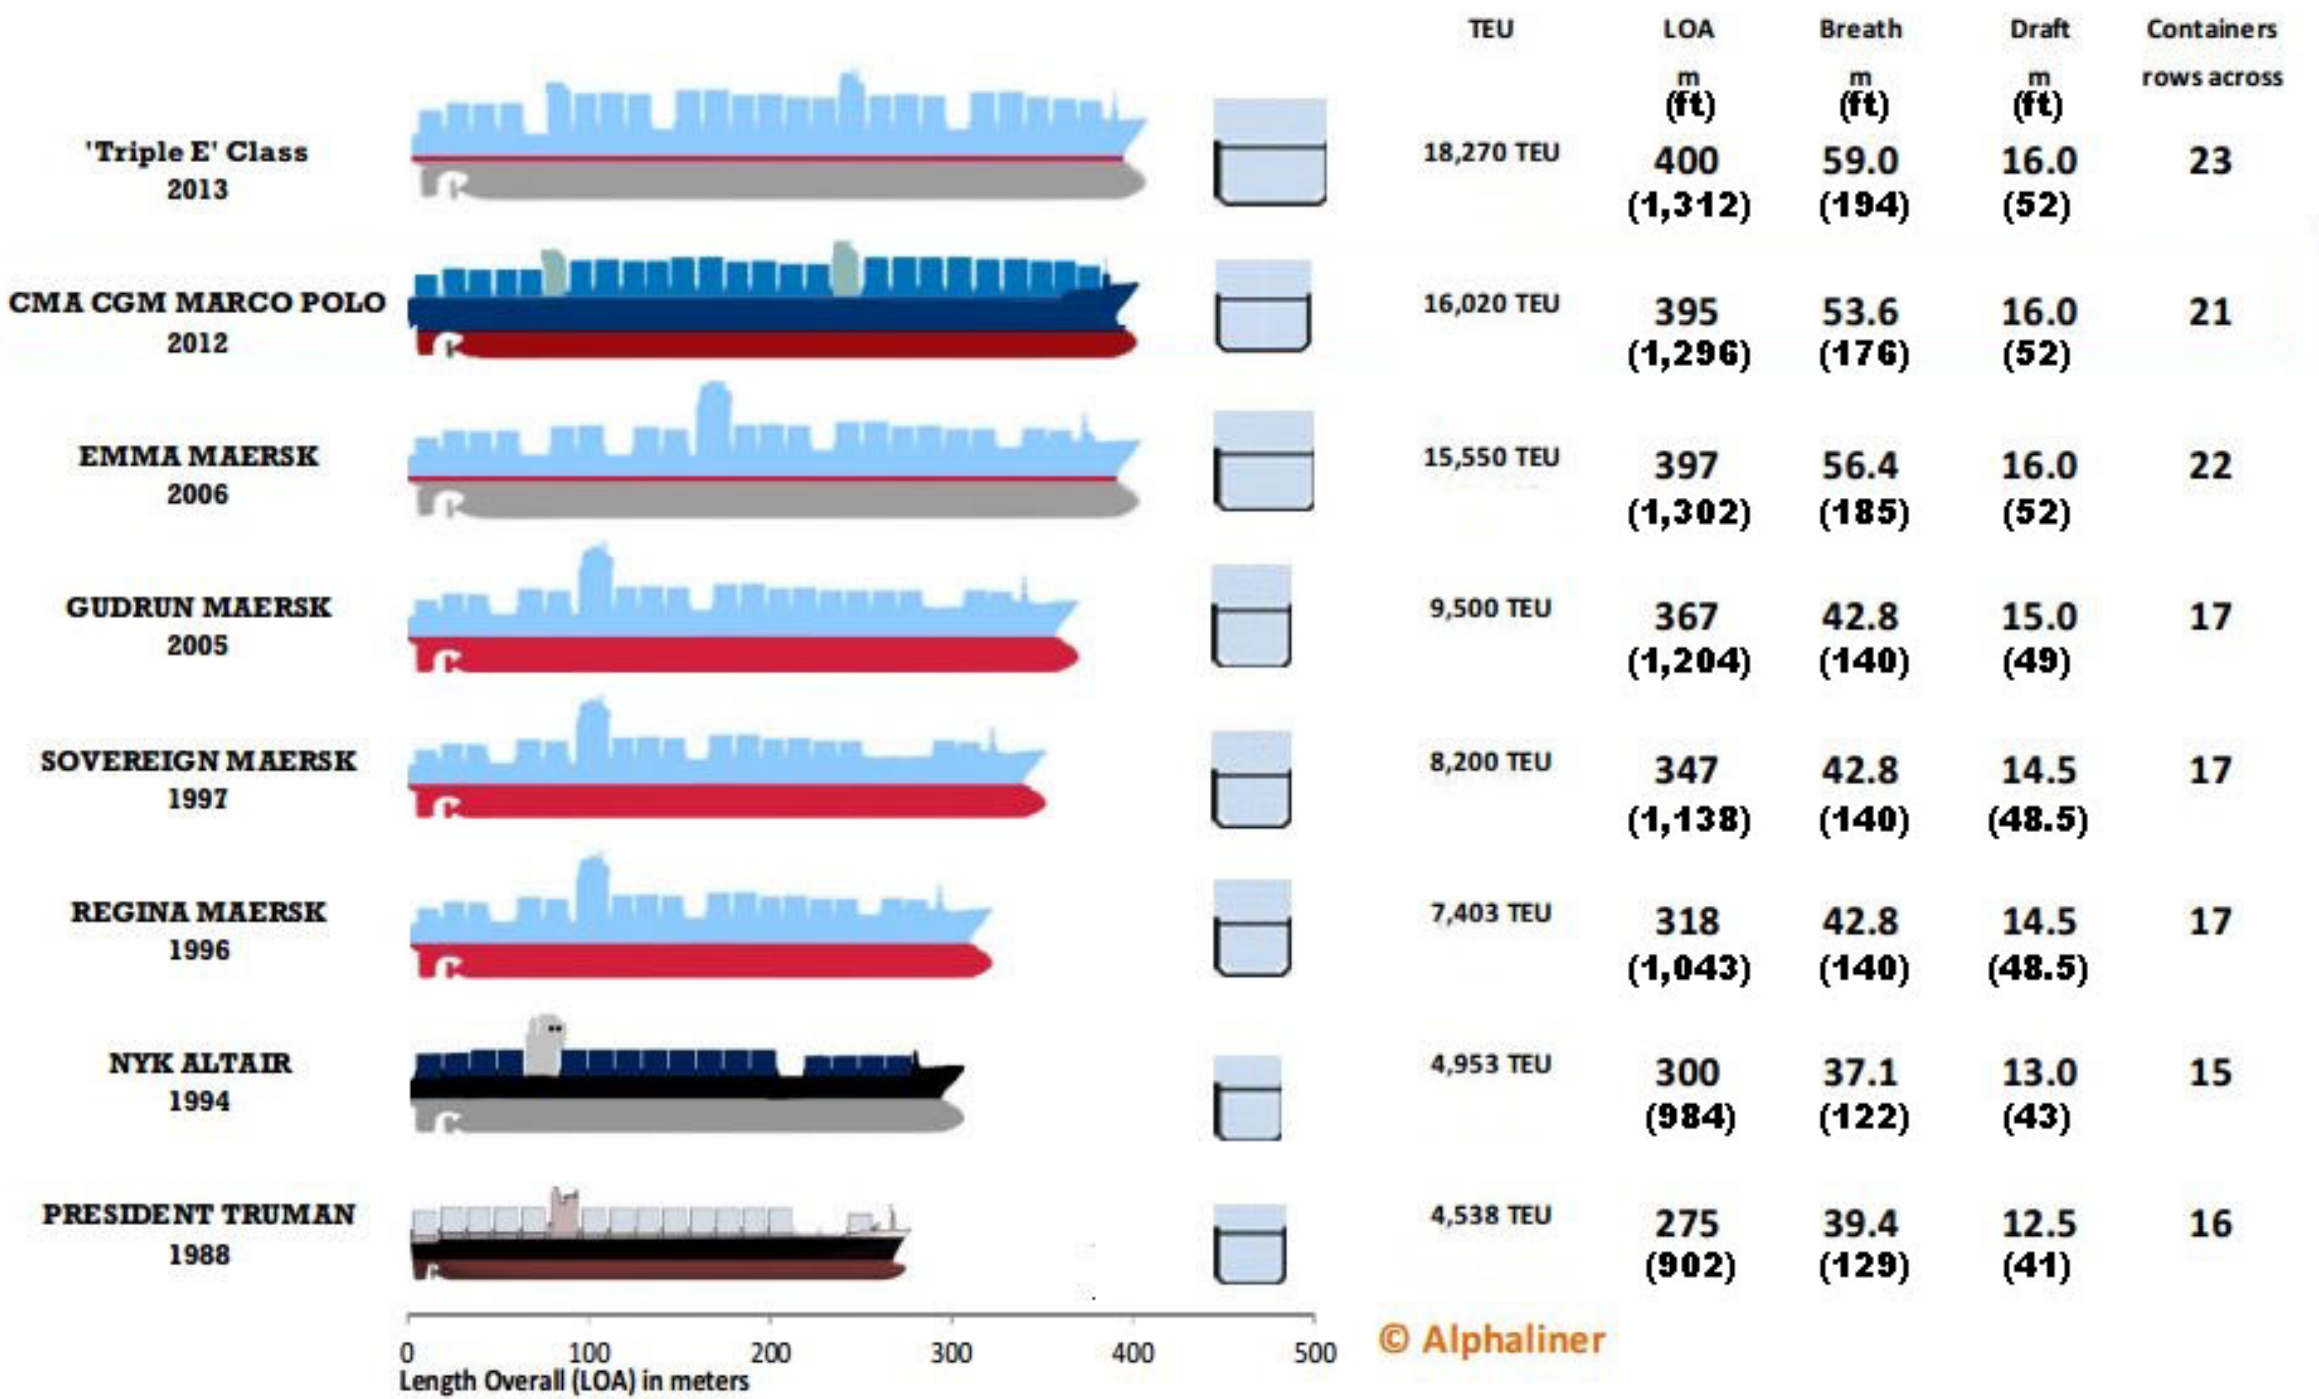 TEU LOA Breath Draft Containers
m m m rows across
(ft) (ft) (ft)
'Triple E' Class 18,270 TEU 400 59.0 16.0 23
2013 (1,312) (194) (52)
CMA CGM MARCO POLO 16,020 TEU 395 53.6 16.0 21
2012 (1,296) (176) (52)
EMMA MAERSK 15,550 TEU 397 56.4 16.0 22
2006 (1,302) (185) (52)
GUDRUN MAERSK 9,500 TEU 367 42.8 15.0 17
2005 (1,204) (140) (49)
SOVEREIGN MAERSK 8,200 TEU 347 42.8 14.5 17
1997 (1,138) (140) (48.5)
REGINA MAERSK 7,403 TEU 318 42.8 14.5 17
1996 (1,043) (140) (48.5)
NYK ALTAIR 4,953 TEU 300 37.1 13.0 15
1994 (984) (122) (43)
PRESIDENT TRUMAN 4,538 TEU 275 39.4 12.5 16
1988 (902) (129) (41)
0 100 200 300 400 500 © Alphaliner
Length Overall (LOA) in meters